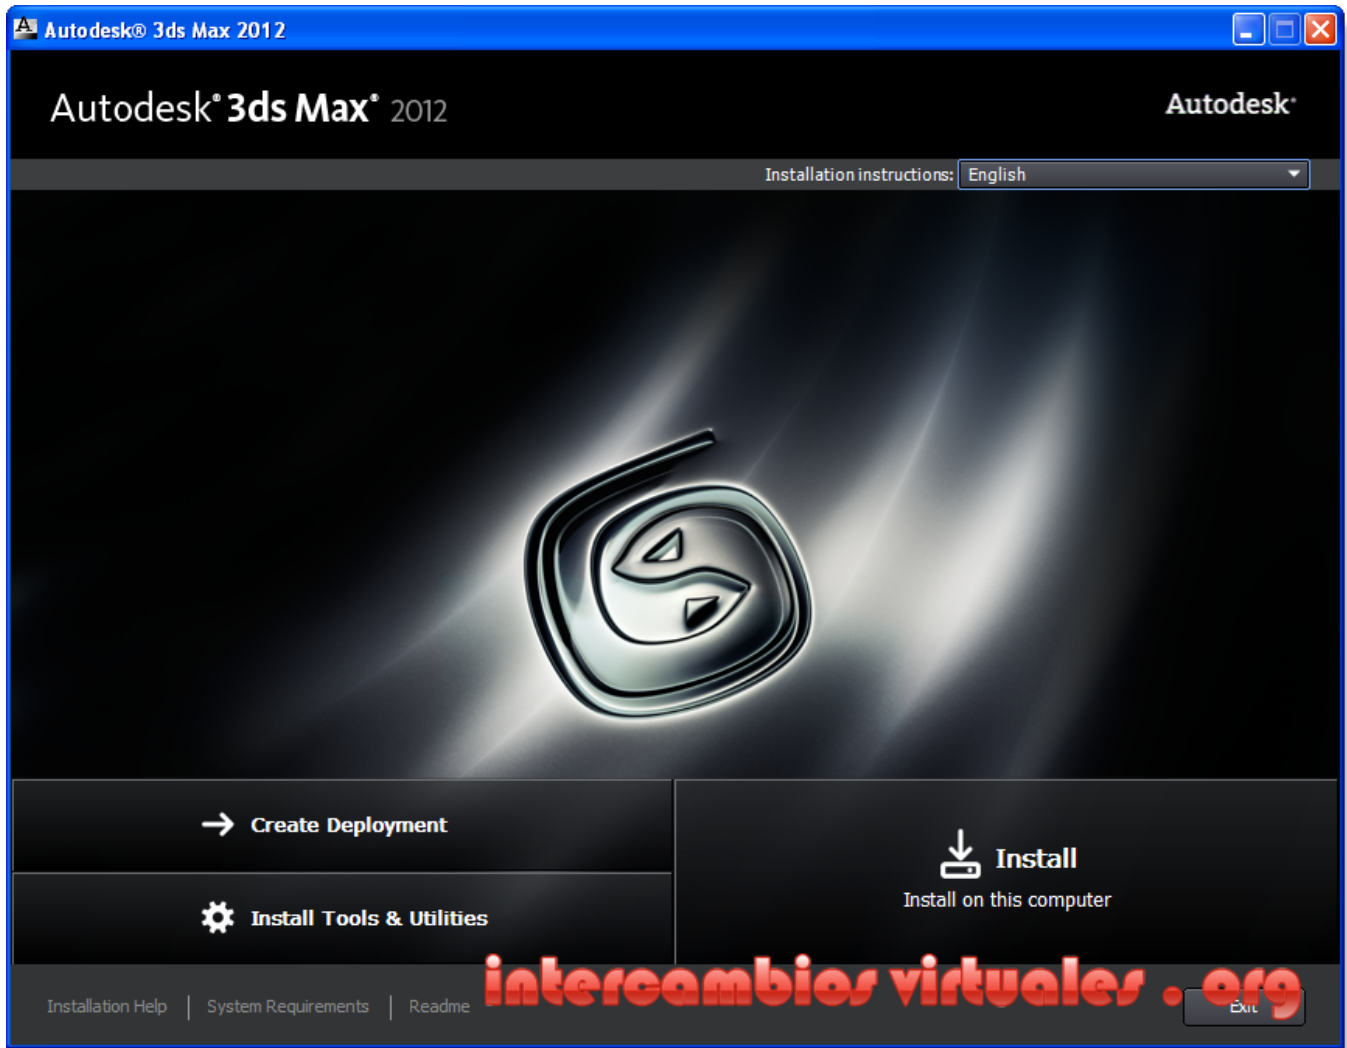 Autodesk® 3ds Max 2012
Autodesk® 3ds Max® 2012
Autodesk®
Installation instructions: English
Create Deployment
Install
Install on this computer
Install Tools & Utilities
intercambios virtuales . org
Installation Help | System Requirements | Readme
Exit